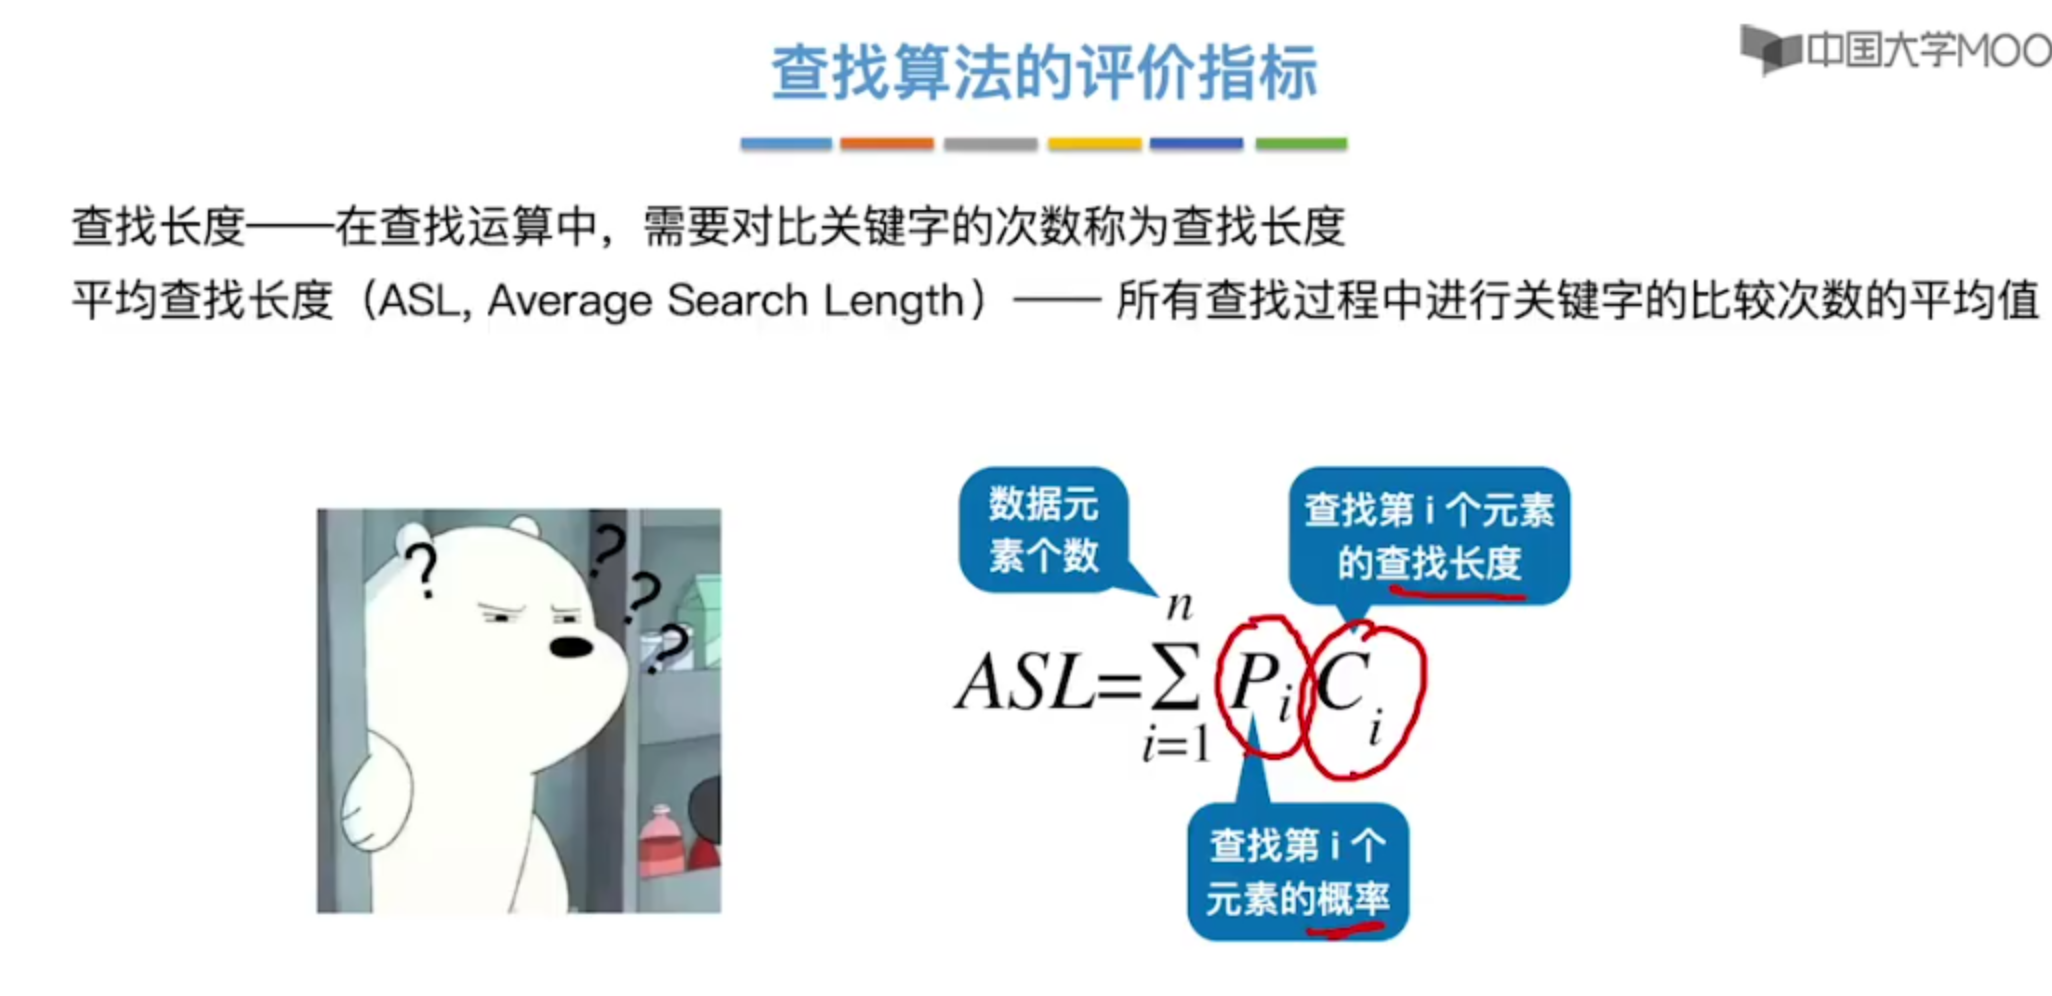 查找算法的评价指标
中国大学MOO
查找长度——在查找运算中，需要对比关键字的次数称为查找长度
平均查找长度（ASL, Average Search Length）—— 所有查找过程中进行关键字的比较次数的平均值
数据元
素个数
查找第 i 个元素
的查找长度
? ? ? ?
n
ASL=∑ Pi Ci
i=1
查找第 i 个
元素的概率